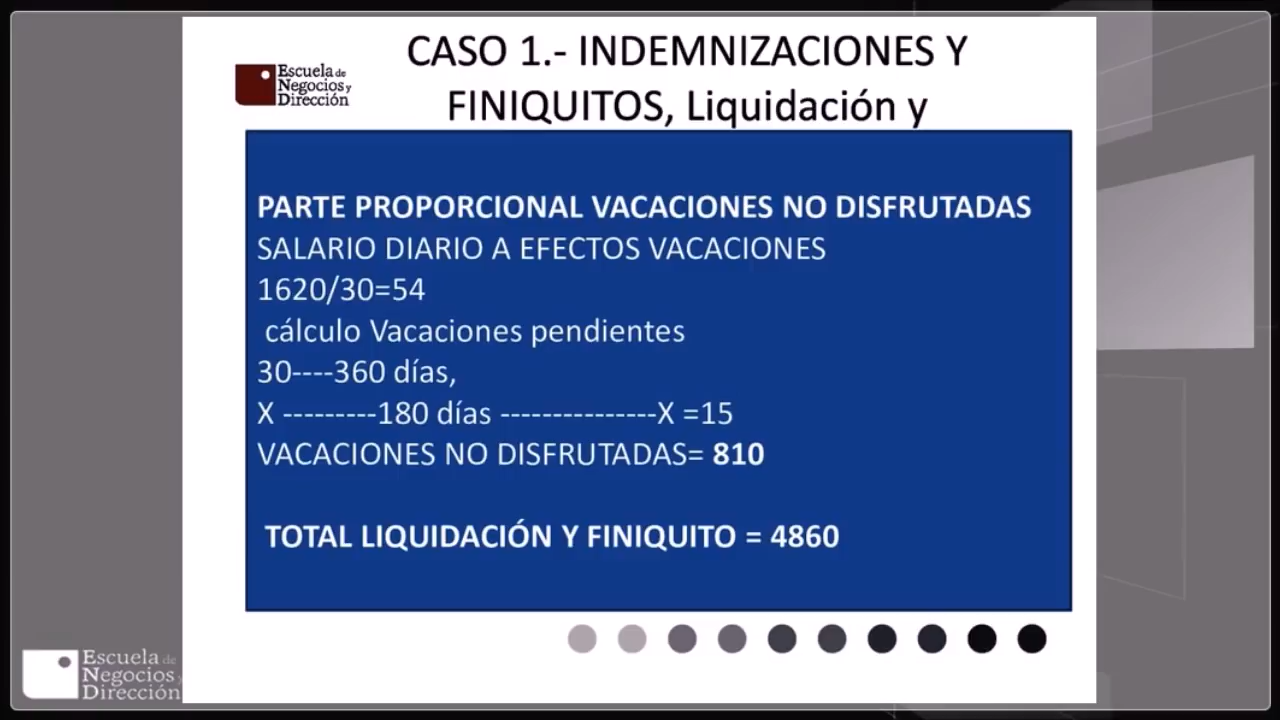 Escuela de
Negocios y
Dirección
CASO 1.- INDEMNIZACIONES Y
FINIQUITOS, Liquidación y
PARTE PROPORCIONAL VACACIONES NO DISFRUTADAS
SALARIO DIARIO A EFECTOS VACACIONES
1620/30=54
cálculo Vacaciones pendientes
30----360 días,
X ---------180 días ---------------X =15
VACACIONES NO DISFRUTADAS= 810
TOTAL LIQUIDACIÓN Y FINIQUITO = 4860
Escuela de
Negocios y
Dirección